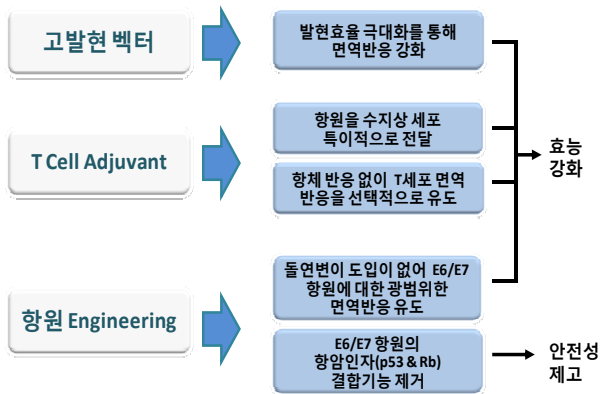 고발현 벡터
발현효율 극대화를 통해
면역반응 강화
T Cell Adjuvant
항원을 수지상 세포
특이적으로 전달
항체 반응 없이 T세포 면역
반응을 선택적으로 유도
효능
강화
항원 Engineering
돌연변이 도입이 없어 E6/E7
항원에 대한 광범위한
면역반응 유도
E6/E7 항원의
항암인자(p53 & Rb)
결합기능 제거
안전성
제고